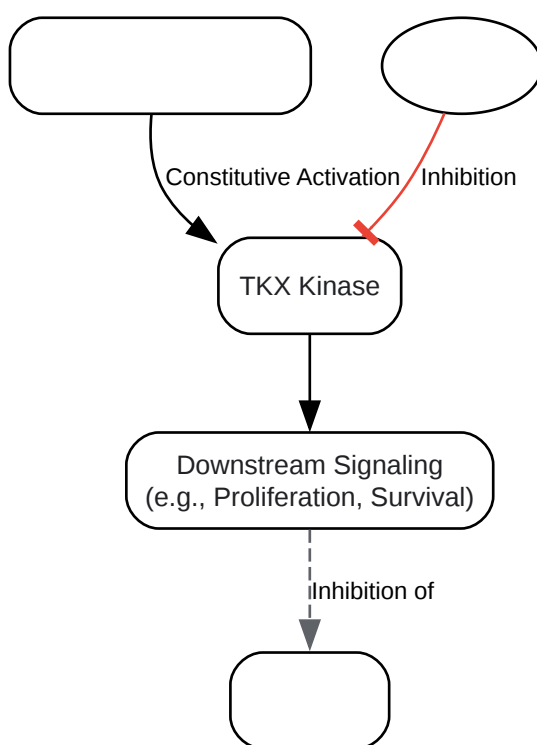 Constitutive Activation
Inhibition
TKX Kinase
Downstream Signaling
(e.g., Proliferation, Survival)
Inhibition of